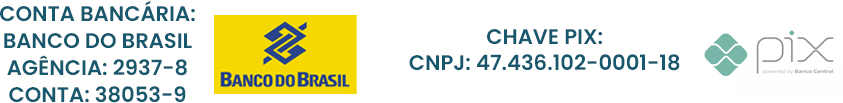 CONTA BANCÁRIA:
BANCO DO BRASIL
AGÊNCIA: 2937-8
CONTA: 38053-9
BANCO DO BRASIL
CHAVE PIX:
CNPJ: 47.436.102-0001-18
pix
powered by Banco Central